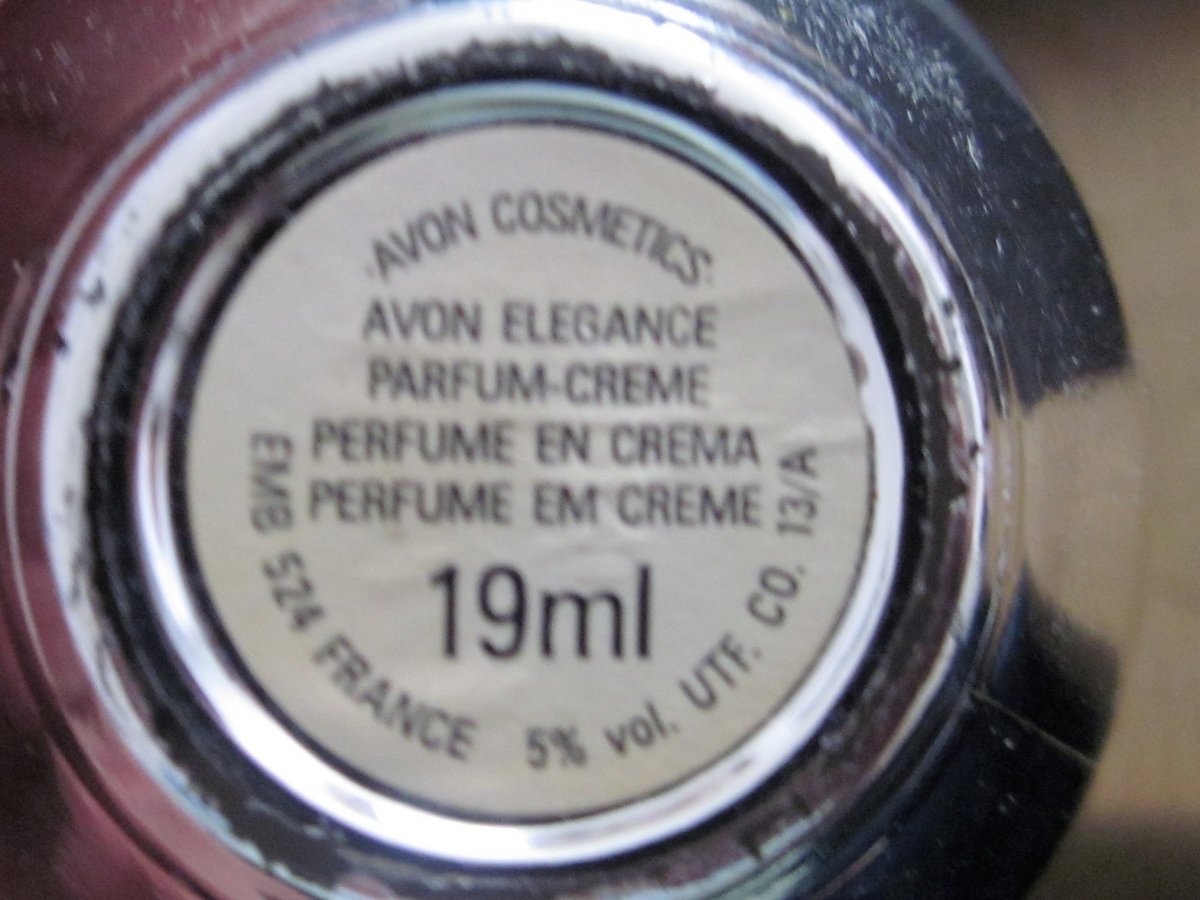 AVON COSMETICS
AVON ELEGANCE
PARFUM-CREME
PERFUME EN CREMA
PERFUME EM CREME
19ml
EMB 524 FRANCE 5% vol. UTF. CO. 13/A